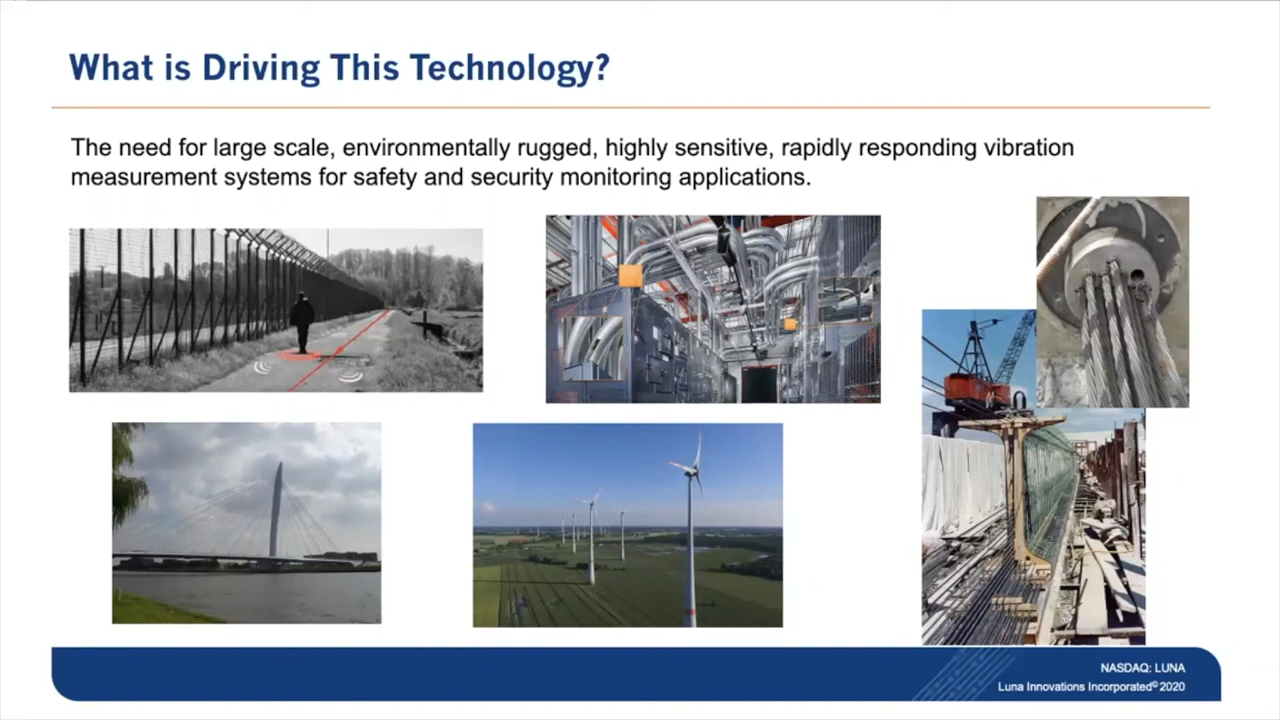 What is Driving This Technology?
The need for large scale, environmentally rugged, highly sensitive, rapidly responding vibration
measurement systems for safety and security monitoring applications.
NASDAQ: LUNA
Luna Innovations Incorporated© 2020